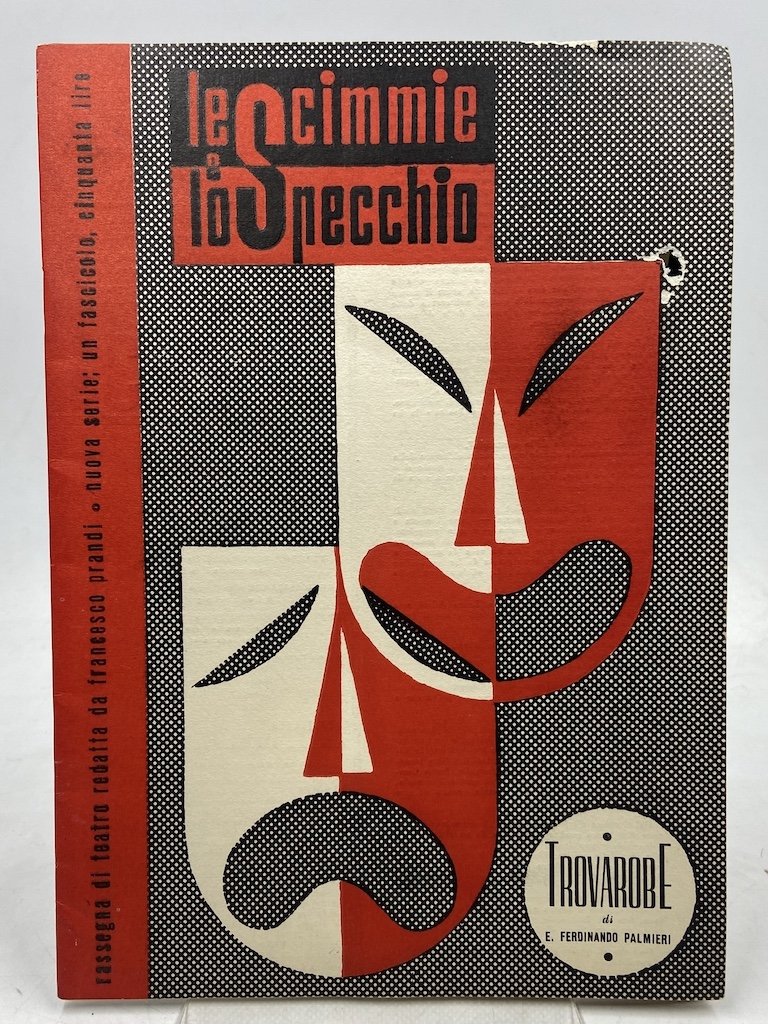 le Scimmie
e
lo Specchio
rassegna di teatro redatta da francesco prandi • nuova serie; un fascicolo, cinquanta lire
TROVAROBE
di
E. FERDINANDO PALMIERI